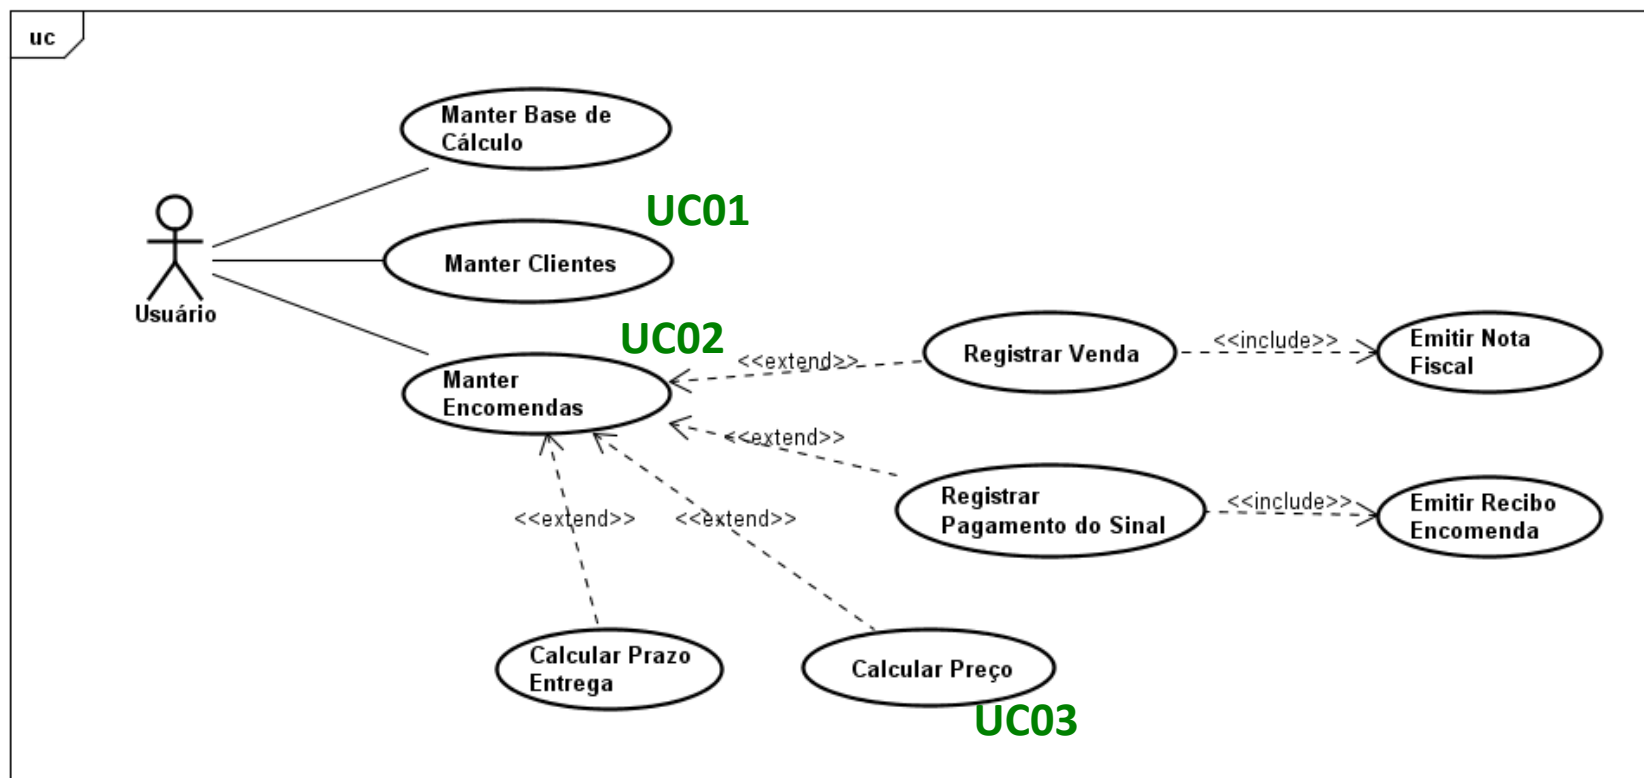 uc
Manter Base de
Cálculo
UC01
Manter Clientes
Usuário
UC02
Manter
Encomendas
<<extend>>
Registrar Venda
<<include>>
Emitir Nota
Fiscal
<<extend>>
Registrar
Pagamento do Sinal
<<include>>
Emitir Recibo
Encomenda
<<extend>>
<<extend>>
Calcular Prazo
Entrega
Calcular Preço
UC03